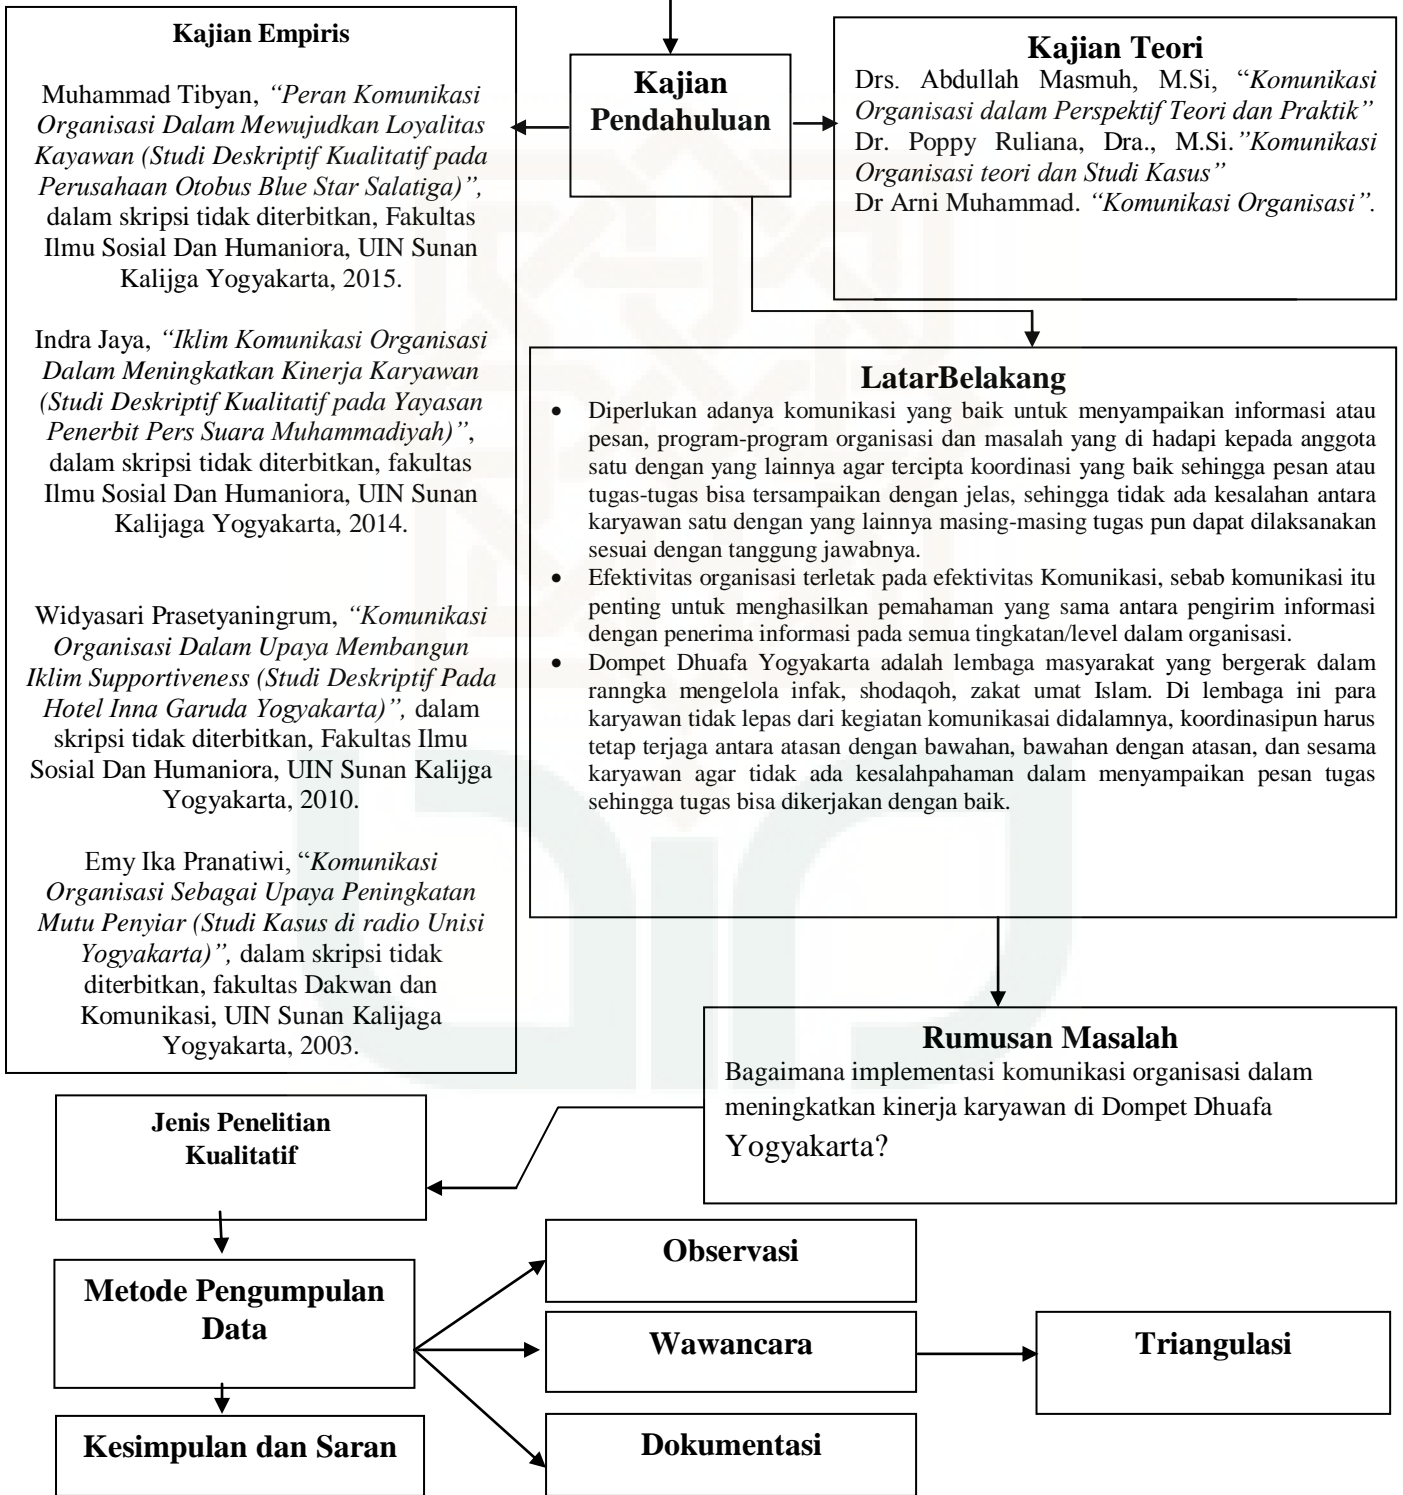 Kajian Empiris
Muhammad Tibyan, “Peran Komunikasi
Organisasi Dalam Mewujudkan Loyalitas
Kayawan (Studi Deskriptif Kualitatif pada
Perusahaan Otobus Blue Star Salatiga)”,
dalam skripsi tidak diterbitkan, Fakultas
Ilmu Sosial Dan Humaniora, UIN Sunan
Kalijga Yogyakarta, 2015.
Indra Jaya, “Iklim Komunikasi Organisasi
Dalam Meningkatkan Kinerja Karyawan
(Studi Deskriptif Kualitatif pada Yayasan
Penerbit Pers Suara Muhammadiyah)”,
dalam skripsi tidak diterbitkan, fakultas
Ilmu Sosial Dan Humaniora, UIN Sunan
Kalijaga Yogyakarta, 2014.
Widyasari Prasetyaningrum, “Komunikasi
Organisasi Dalam Upaya Membangun
Iklim Supportiveness (Studi Deskriptif Pada
Hotel Inna Garuda Yogyakarta)”, dalam
skripsi tidak diterbitkan, Fakultas Ilmu
Sosial Dan Humaniora, UIN Sunan Kalijga
Yogyakarta, 2010.
Emy Ika Pranatiwi, “Komunikasi
Organisasi Sebagai Upaya Peningkatan
Mutu Penyiar (Studi Kasus di radio Unisi
Yogyakarta)”, dalam skripsi tidak
diterbitkan, fakultas Dakwan dan
Komunikasi, UIN Sunan Kalijaga
Yogyakarta, 2003.
Kajian
Pendahuluan
Kajian Teori
Drs. Abdullah Masmuh, M.Si, “Komunikasi
Organisasi dalam Perspektif Teori dan Praktik”
Dr. Poppy Ruliana, Dra., M.Si.”Komunikasi
Organisasi teori dan Studi Kasus”
Dr Arni Muhammad. “Komunikasi Organisasi”.
LatarBelakang
• Diperlukan adanya komunikasi yang baik untuk menyampaikan informasi atau
pesan, program-program organisasi dan masalah yang di hadapi kepada anggota
satu dengan yang lainnya agar tercipta koordinasi yang baik sehingga pesan atau
tugas-tugas bisa tersampaikan dengan jelas, sehingga tidak ada kesalahan antara
karyawan satu dengan yang lainnya masing-masing tugas pun dapat dilaksanakan
sesuai dengan tanggung jawabnya.
• Efektivitas organisasi terletak pada efektivitas Komunikasi, sebab komunikasi itu
penting untuk menghasilkan pemahaman yang sama antara pengirim informasi
dengan penerima informasi pada semua tingkatan/level dalam organisasi.
• Dompet Dhuafa Yogyakarta adalah lembaga masyarakat yang bergerak dalam
ranngka mengelola infak, shodaqoh, zakat umat Islam. Di lembaga ini para
karyawan tidak lepas dari kegiatan komunikasai didalamnya, koordinasipun harus
tetap terjaga antara atasan dengan bawahan, bawahan dengan atasan, dan sesama
karyawan agar tidak ada kesalahpahaman dalam menyampaikan pesan tugas
sehingga tugas bisa dikerjakan dengan baik.
Rumusan Masalah
Bagaimana implementasi komunikasi organisasi dalam
meningkatkan kinerja karyawan di Dompet Dhuafa
Yogyakarta?
Jenis Penelitian
Kualitatif
Metode Pengumpulan
Data
Observasi
Wawancara
Triangulasi
Dokumentasi
Kesimpulan dan Saran